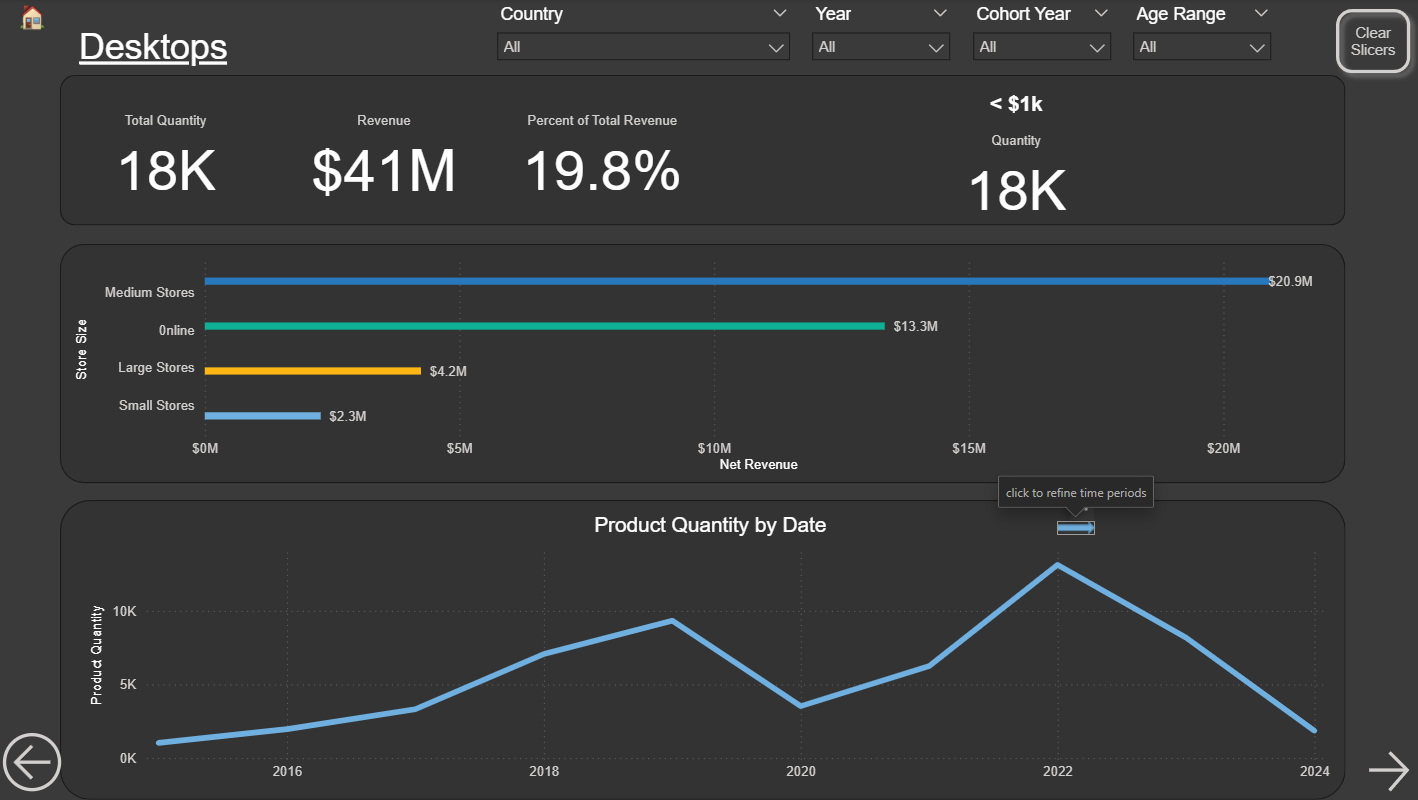 Desktops
Country
Year
Cohort Year
Age Range
All
All
All
All
Clear
Slicers
Total Quantity
18K
Revenue
$41M
Percent of Total Revenue
19.8%
< $1k
Quantity
18K
Store Size
Medium Stores
$20.9M
0nline
$13.3M
Large Stores
$4.2M
Small Stores
$2.3M
$0M
$5M
$10M
$15M
$20M
Net Revenue
click to refine time periods
Product Quantity by Date
Product Quantity
10K
5K
0K
2016
2018
2020
2022
2024